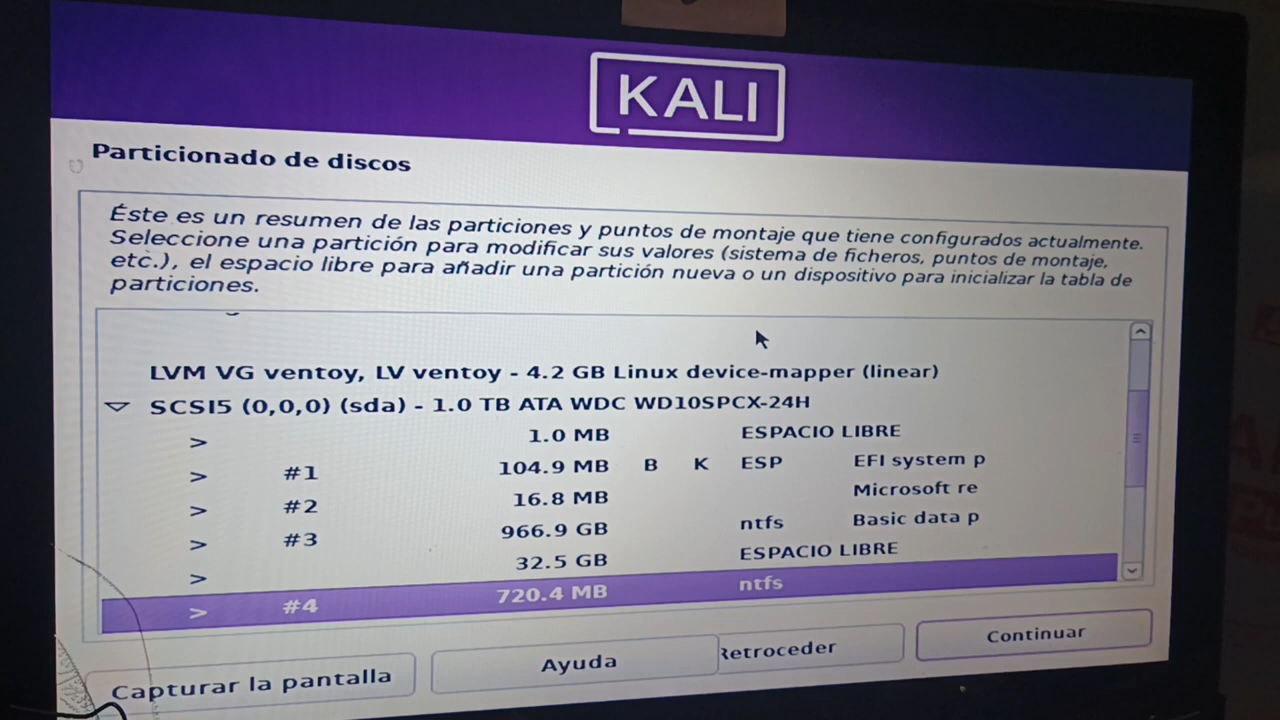 KALI
Particionado de discos
Éste es un resumen de las particiones y puntos de montaje que tiene configurados actualmente.
Seleccione una partición para modificar sus valores (sistema de ficheros, puntos de montaje,
etc.), el espacio libre para añadir una partición nueva o un dispositivo para inicializar la tabla de
particiones.
LVM VG ventoy, LV ventoy - 4.2 GB Linux device-mapper (linear)
SCSI5 (0,0,0) (sda) - 1.0 TB ATA WDC WD10SPCX-24H
> 1.0 MB ESPACIO LIBRE
> #1 104.9 MB B K ESP EFI system p
> #2 16.8 MB Microsoft re
> #3 966.9 GB ntfs Basic data p
> 32.5 GB ESPACIO LIBRE
> #4 720.4 MB ntfs
Capturar la pantalla
Ayuda
Retroceder
Continuar